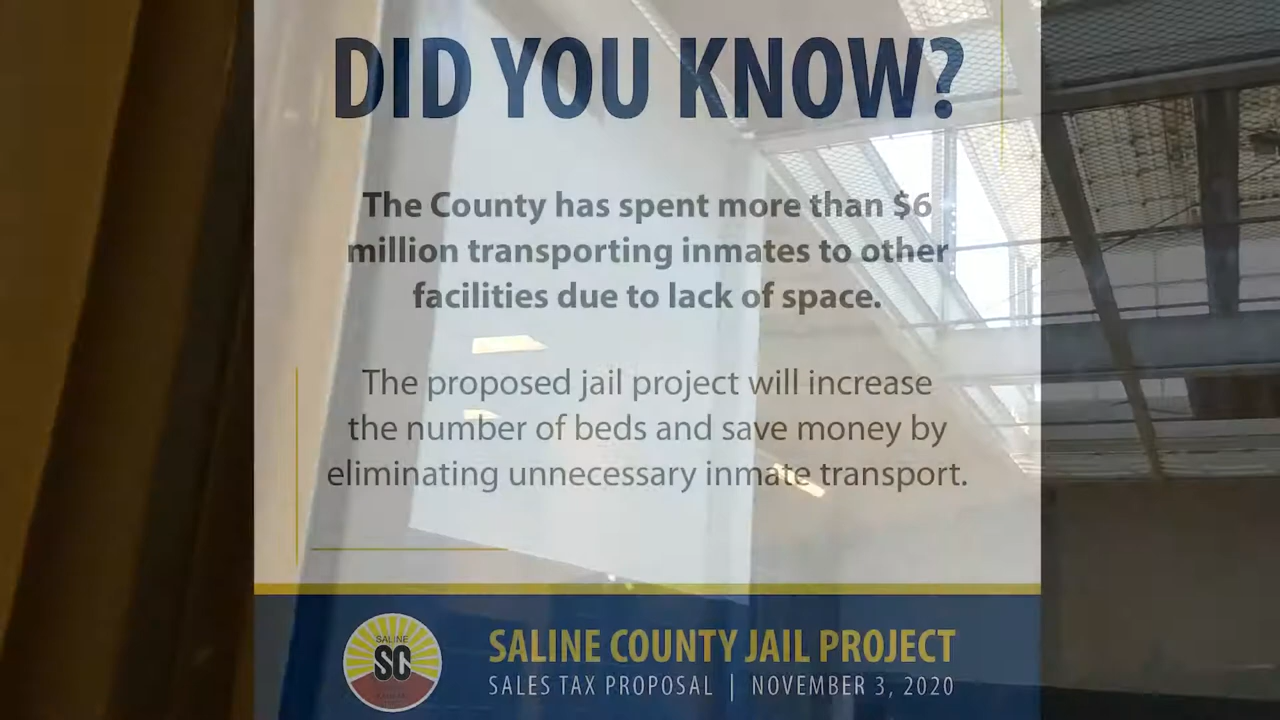 DID YOU KNOW?
The County has spent more than $6
million transporting inmates to other
facilities due to lack of space.
The proposed jail project will increase
the number of beds and save money by
eliminating unnecessary inmate transport.
SALINE
SC
SALINE COUNTY JAIL PROJECT
SALES TAX PROPOSAL | NOVEMBER 3, 2020